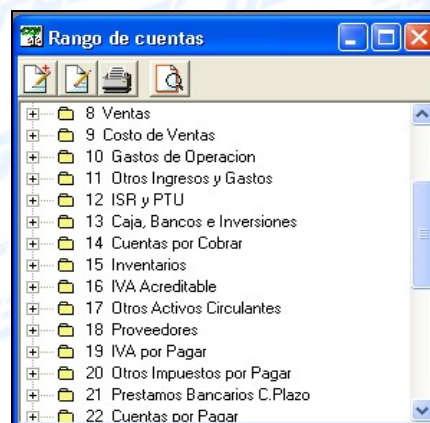 Rango de cuentas
8 Ventas
9 Costo de Ventas
10 Gastos de Operacion
11 Otros Ingresos y Gastos
12 ISR y PTU
13 Caja, Bancos e Inversiones
14 Cuentas por Cobrar
15 Inventarios
16 IVA Acreditable
17 Otros Activos Circulantes
18 Proveedores
19 IVA por Pagar
20 Otros Impuestos por Pagar
21 Prestamos Bancarios C.Plazo
22 Cuentas por Pagar